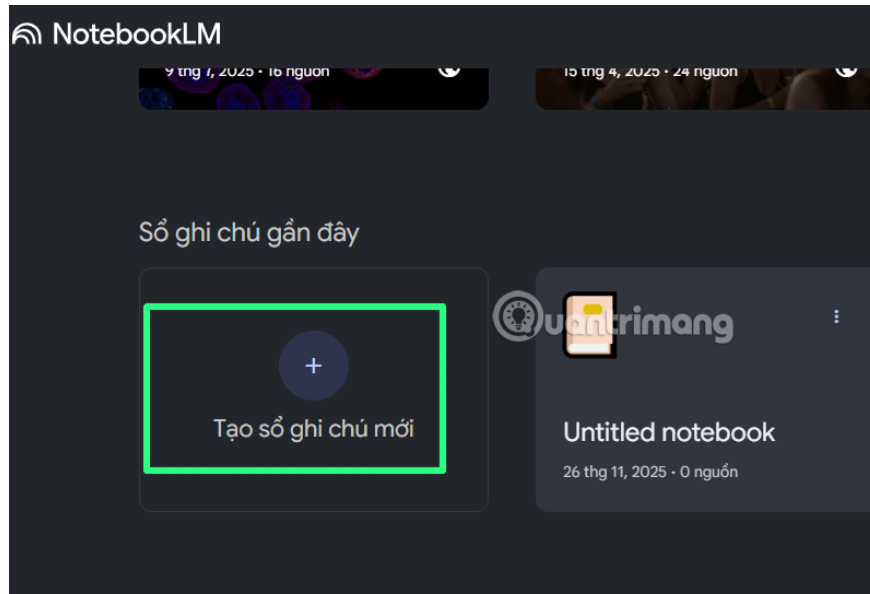 NotebookLM
9 thg 7, 2025 · 16 nguồn
15 thg 4, 2025 · 24 nguồn
Sổ ghi chú gần đây
Quantrimang
+
Tạo sổ ghi chú mới
Untitled notebook
26 thg 11, 2025 · 0 nguồn